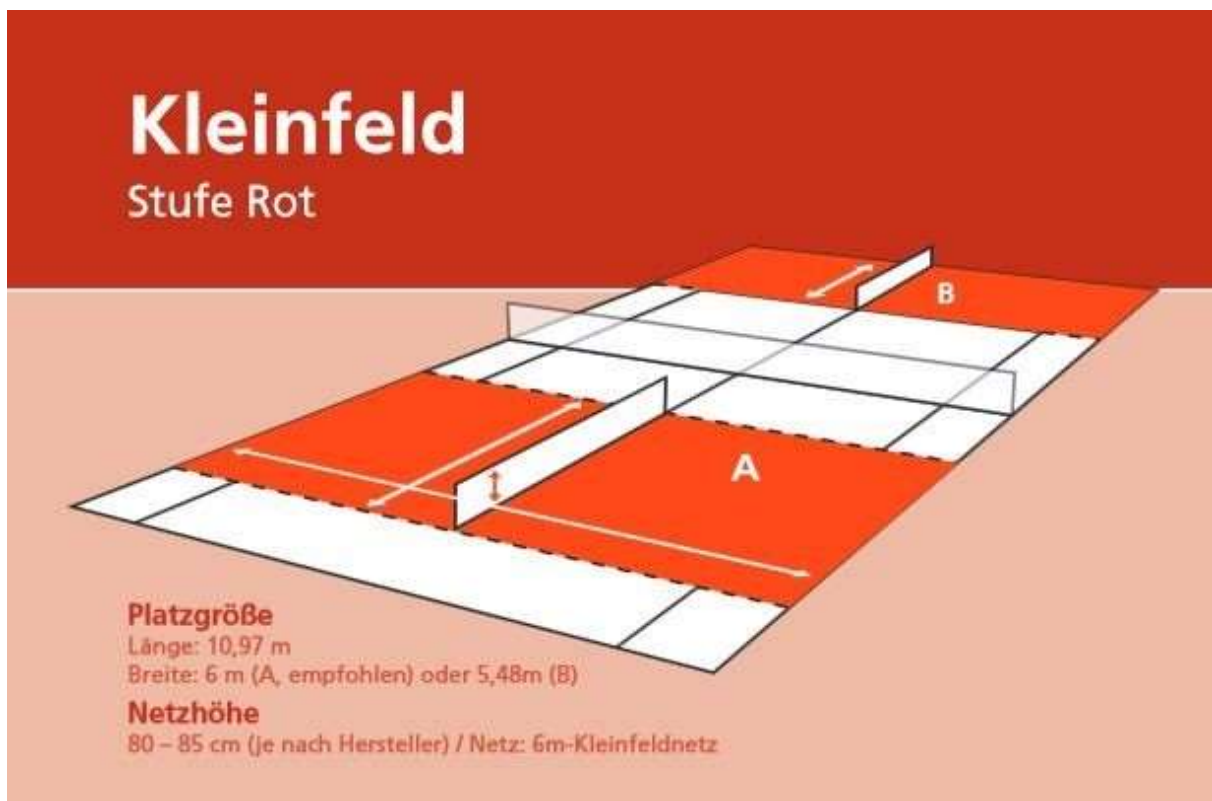 Kleinfeld
Stufe Rot
B
A
Platzgröße
Länge: 10,97 m
Breite: 6 m (A, empfohlen) oder 5,48m (B)
Netzhöhe
80 – 85 cm (je nach Hersteller) / Netz: 6m-Kleinfeldnetz